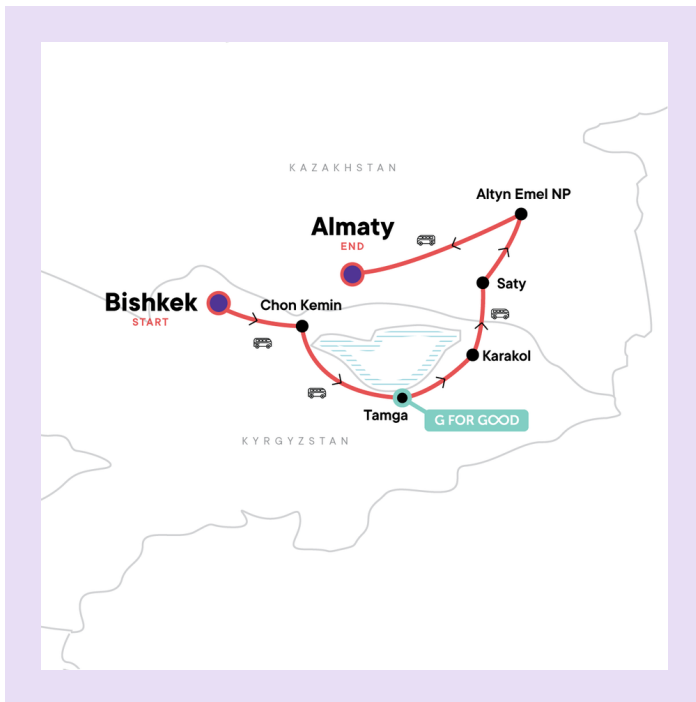 KAZAKHSTAN
Altyn Emel NP
Almaty
END
Saty
Bishkek
START
Chon Kemin
Karakol
Tamga
G FOR GOOD
KYRGYZSTAN